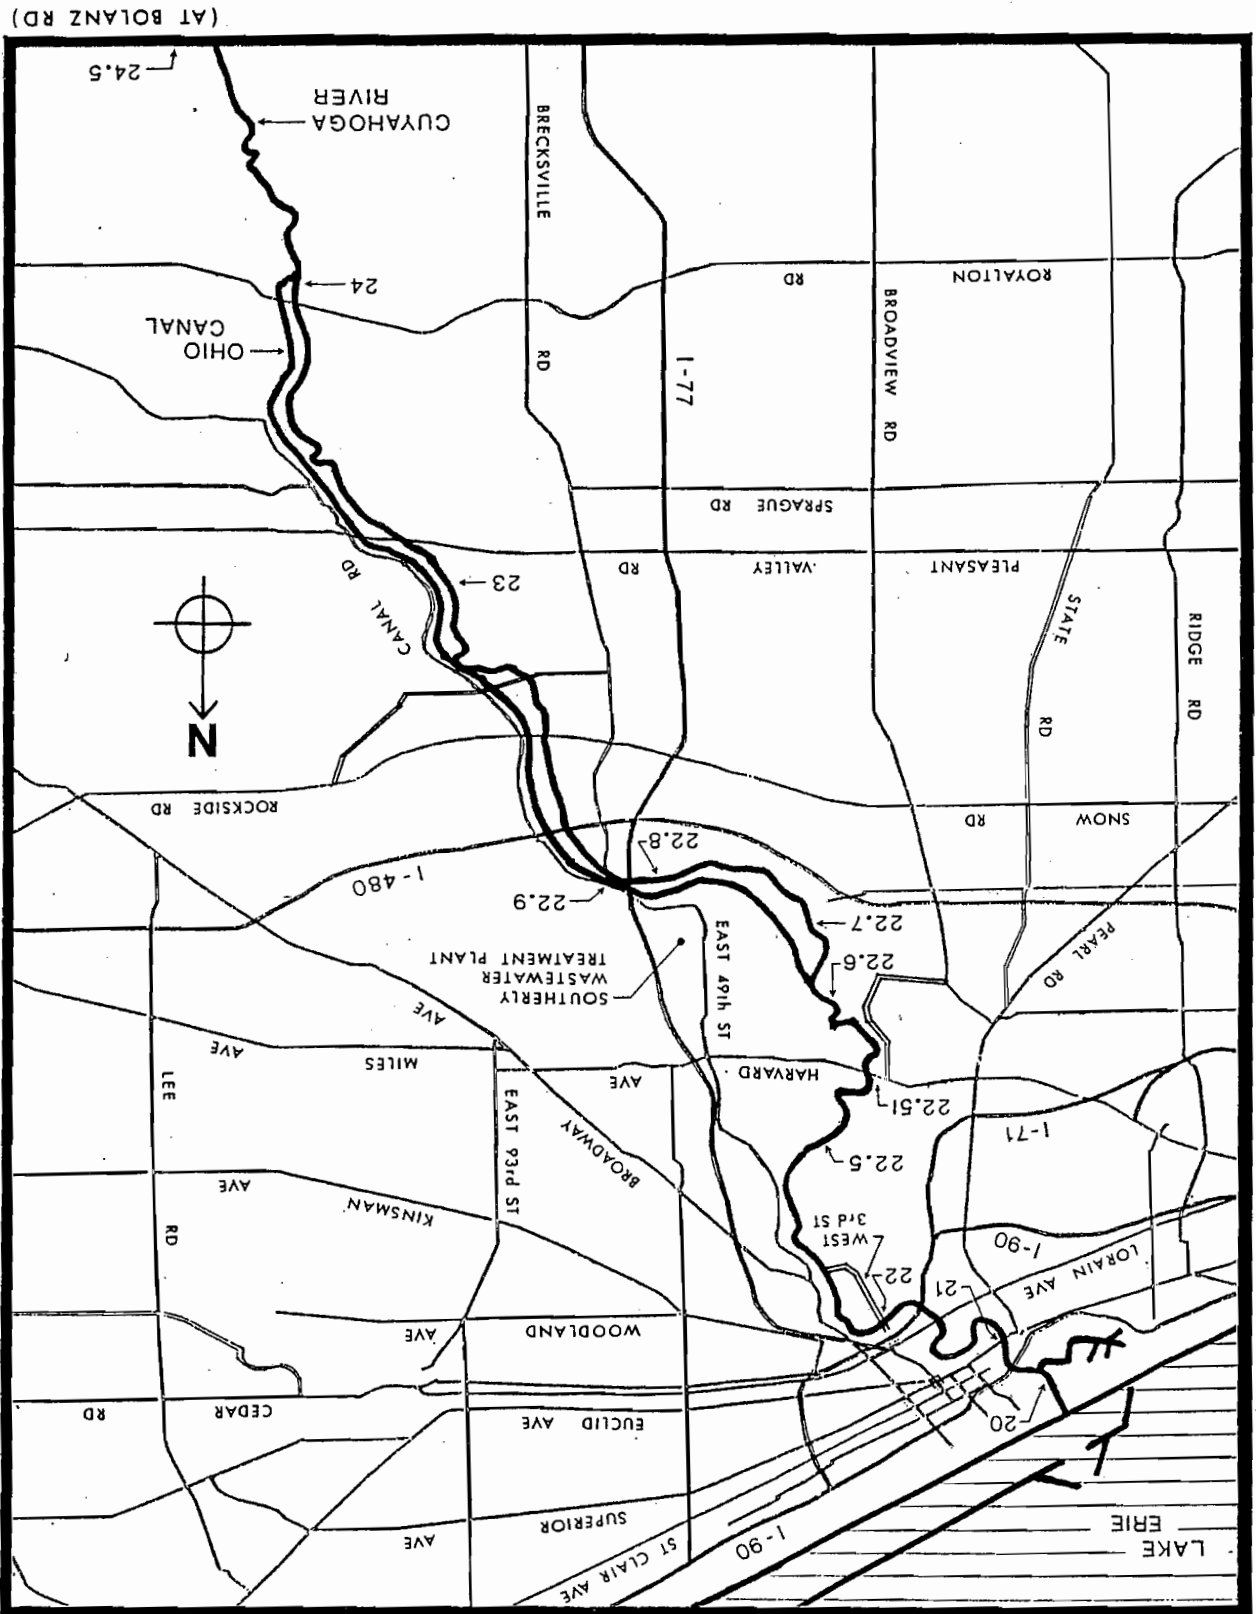 LAKE
ERIE
I-90
ST CLAIR AVE
SUPERIOR
AVE
20
EUCLID AVE
CEDAR
RD
21
LORAIN AVE
I-90
22
WEST
3rd ST
WOODLAND
AVE
KINSMAN
AVE
RD
LEE
I-71
22.5
22.51
BROADWAY
AVE
EAST 93rd ST
HARVARD
AVE
MILES
AVE
PEARL RD
22.6
22.7
EAST 49th ST
SOUTHERLY
WASTEWATER
TREATMENT PLANT
22.9
22.8
I-480
SNOW
RD
ROCKSIDE RD
N
RIDGE RD
STATE
RD
CANAL
RD
23
PLEASANT
VALLEY
RD
SPRAGUE RD
BROADVIEW RD
I-77
BRECKSVILLE
RD
OHIO
CANAL
24
ROYALTON
RD
CUYAHOGA
RIVER
24.5
(AT BOLANZ RD)